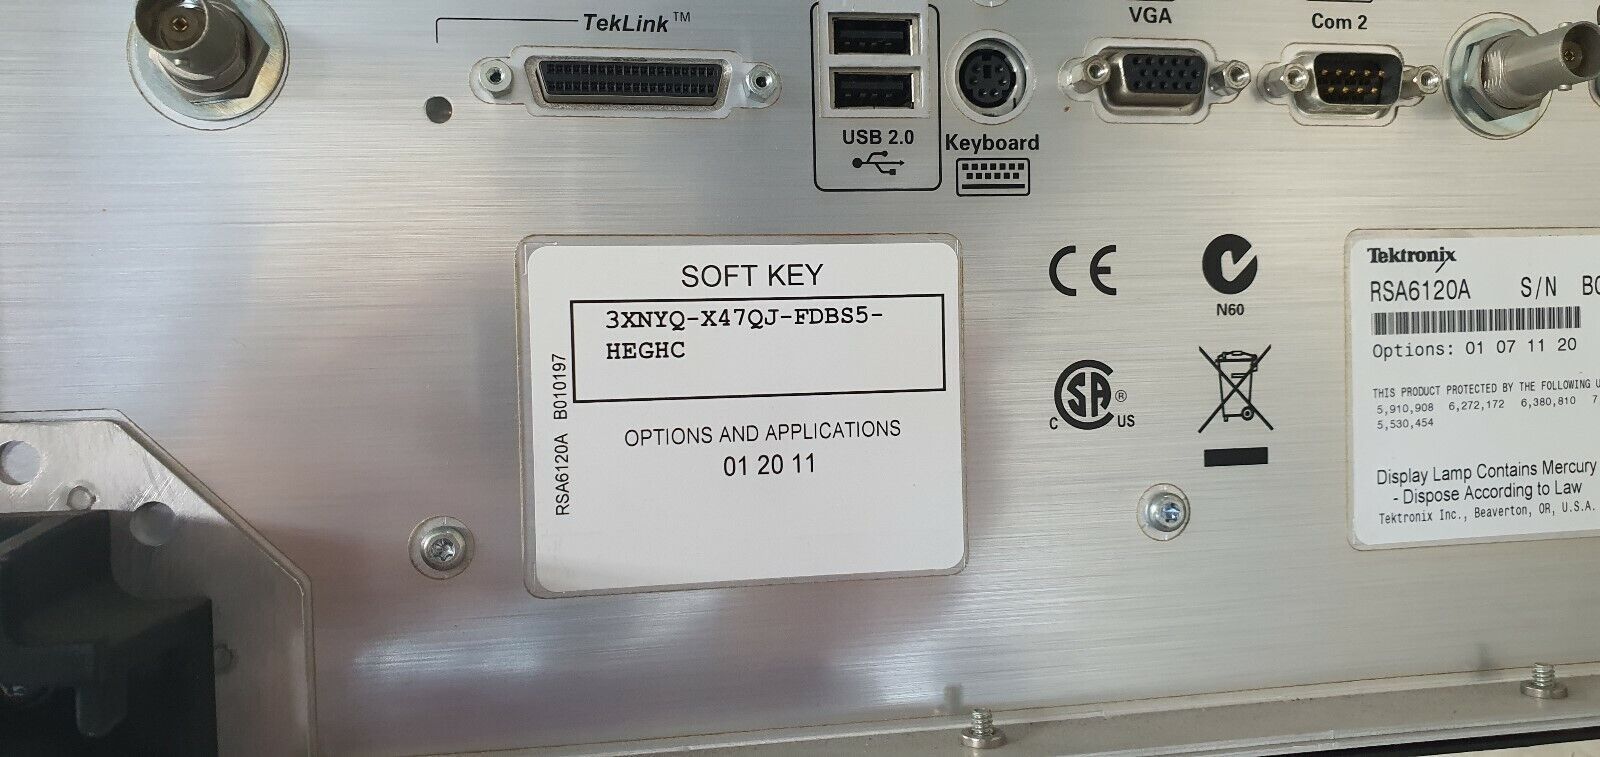 TekLink™
VGA
Com 2
USB 2.0
Keyboard
SOFT KEY
3XNYQ-X47QJ-FDBS5-
HEGHC
RSA6120A B010197
OPTIONS AND APPLICATIONS
01 20 11
CE
N60
CSA®
C US
Tektronix
RSA6120A S/N B0
Options: 01 07 11 20
THIS PRODUCT PROTECTED BY THE FOLLOWING U
5,910,908 6,272,172 6,380,810 7
5,530,454
Display Lamp Contains Mercury
- Dispose According to Law
Tektronix Inc., Beaverton, OR, U.S.A.